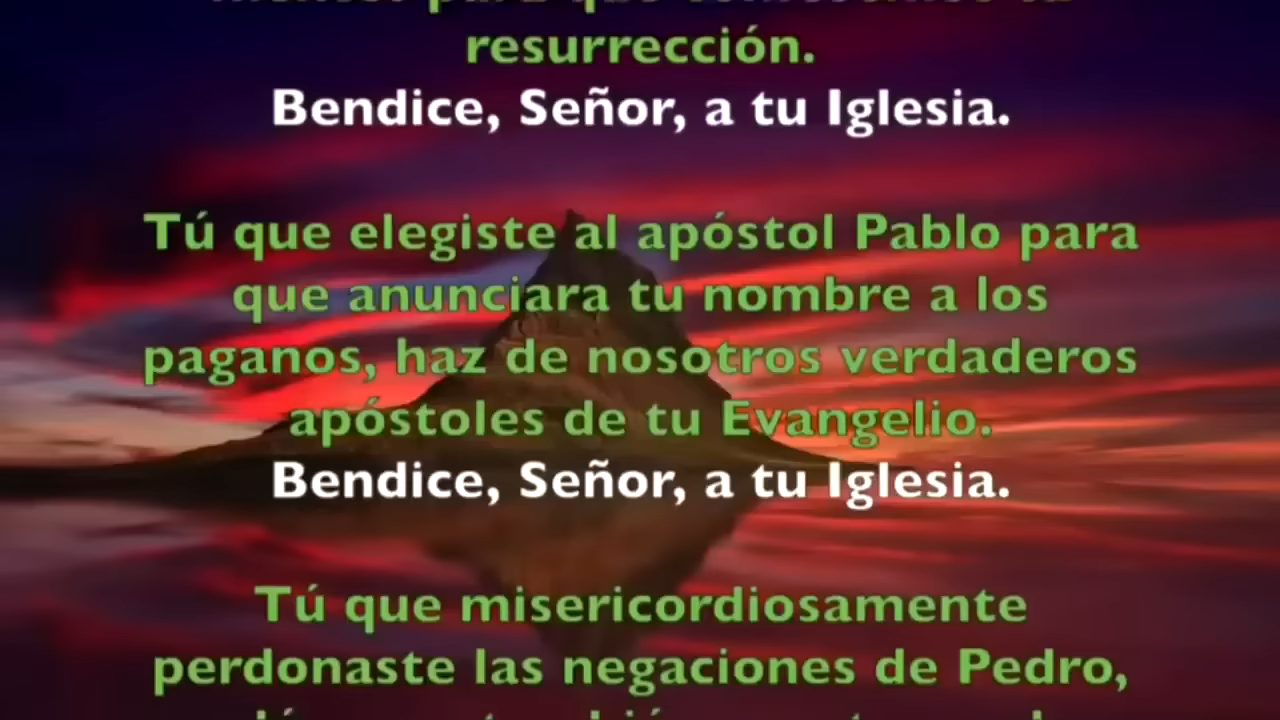 resurrección.
Bendice, Señor, a tu Iglesia.
Tú que elegiste al apóstol Pablo para
que anunciara tu nombre a los
paganos, haz de nosotros verdaderos
apóstoles de tu Evangelio.
Bendice, Señor, a tu Iglesia.
Tú que misericordiosamente
perdonaste las negaciones de Pedro,